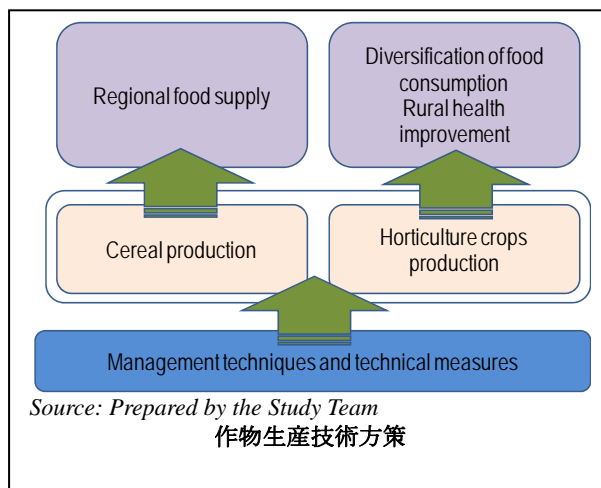 Regional food supply
Diversification of food
consumption
Rural health
improvement
Cereal production
Horticulture crops
production
Management techniques and technical measures
Source: Prepared by the Study Team
作物生産技術方策